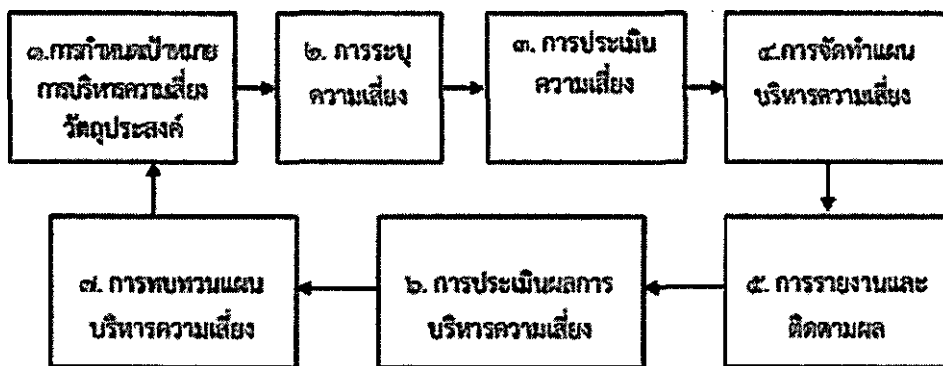 ๑.การกำหนดเป้าหมาย
การบริหารความเสี่ยง
วัตถุประสงค์
๒. การระบุ
ความเสี่ยง
๓. การประเมิน
ความเสี่ยง
๔.การจัดทำแผน
บริหารความเสี่ยง
๕. การรายงานและ
ติดตามผล
๖. การประเมินผลการ
บริหารความเสี่ยง
๗. การทบทวนแผน
บริหารความเสี่ยง